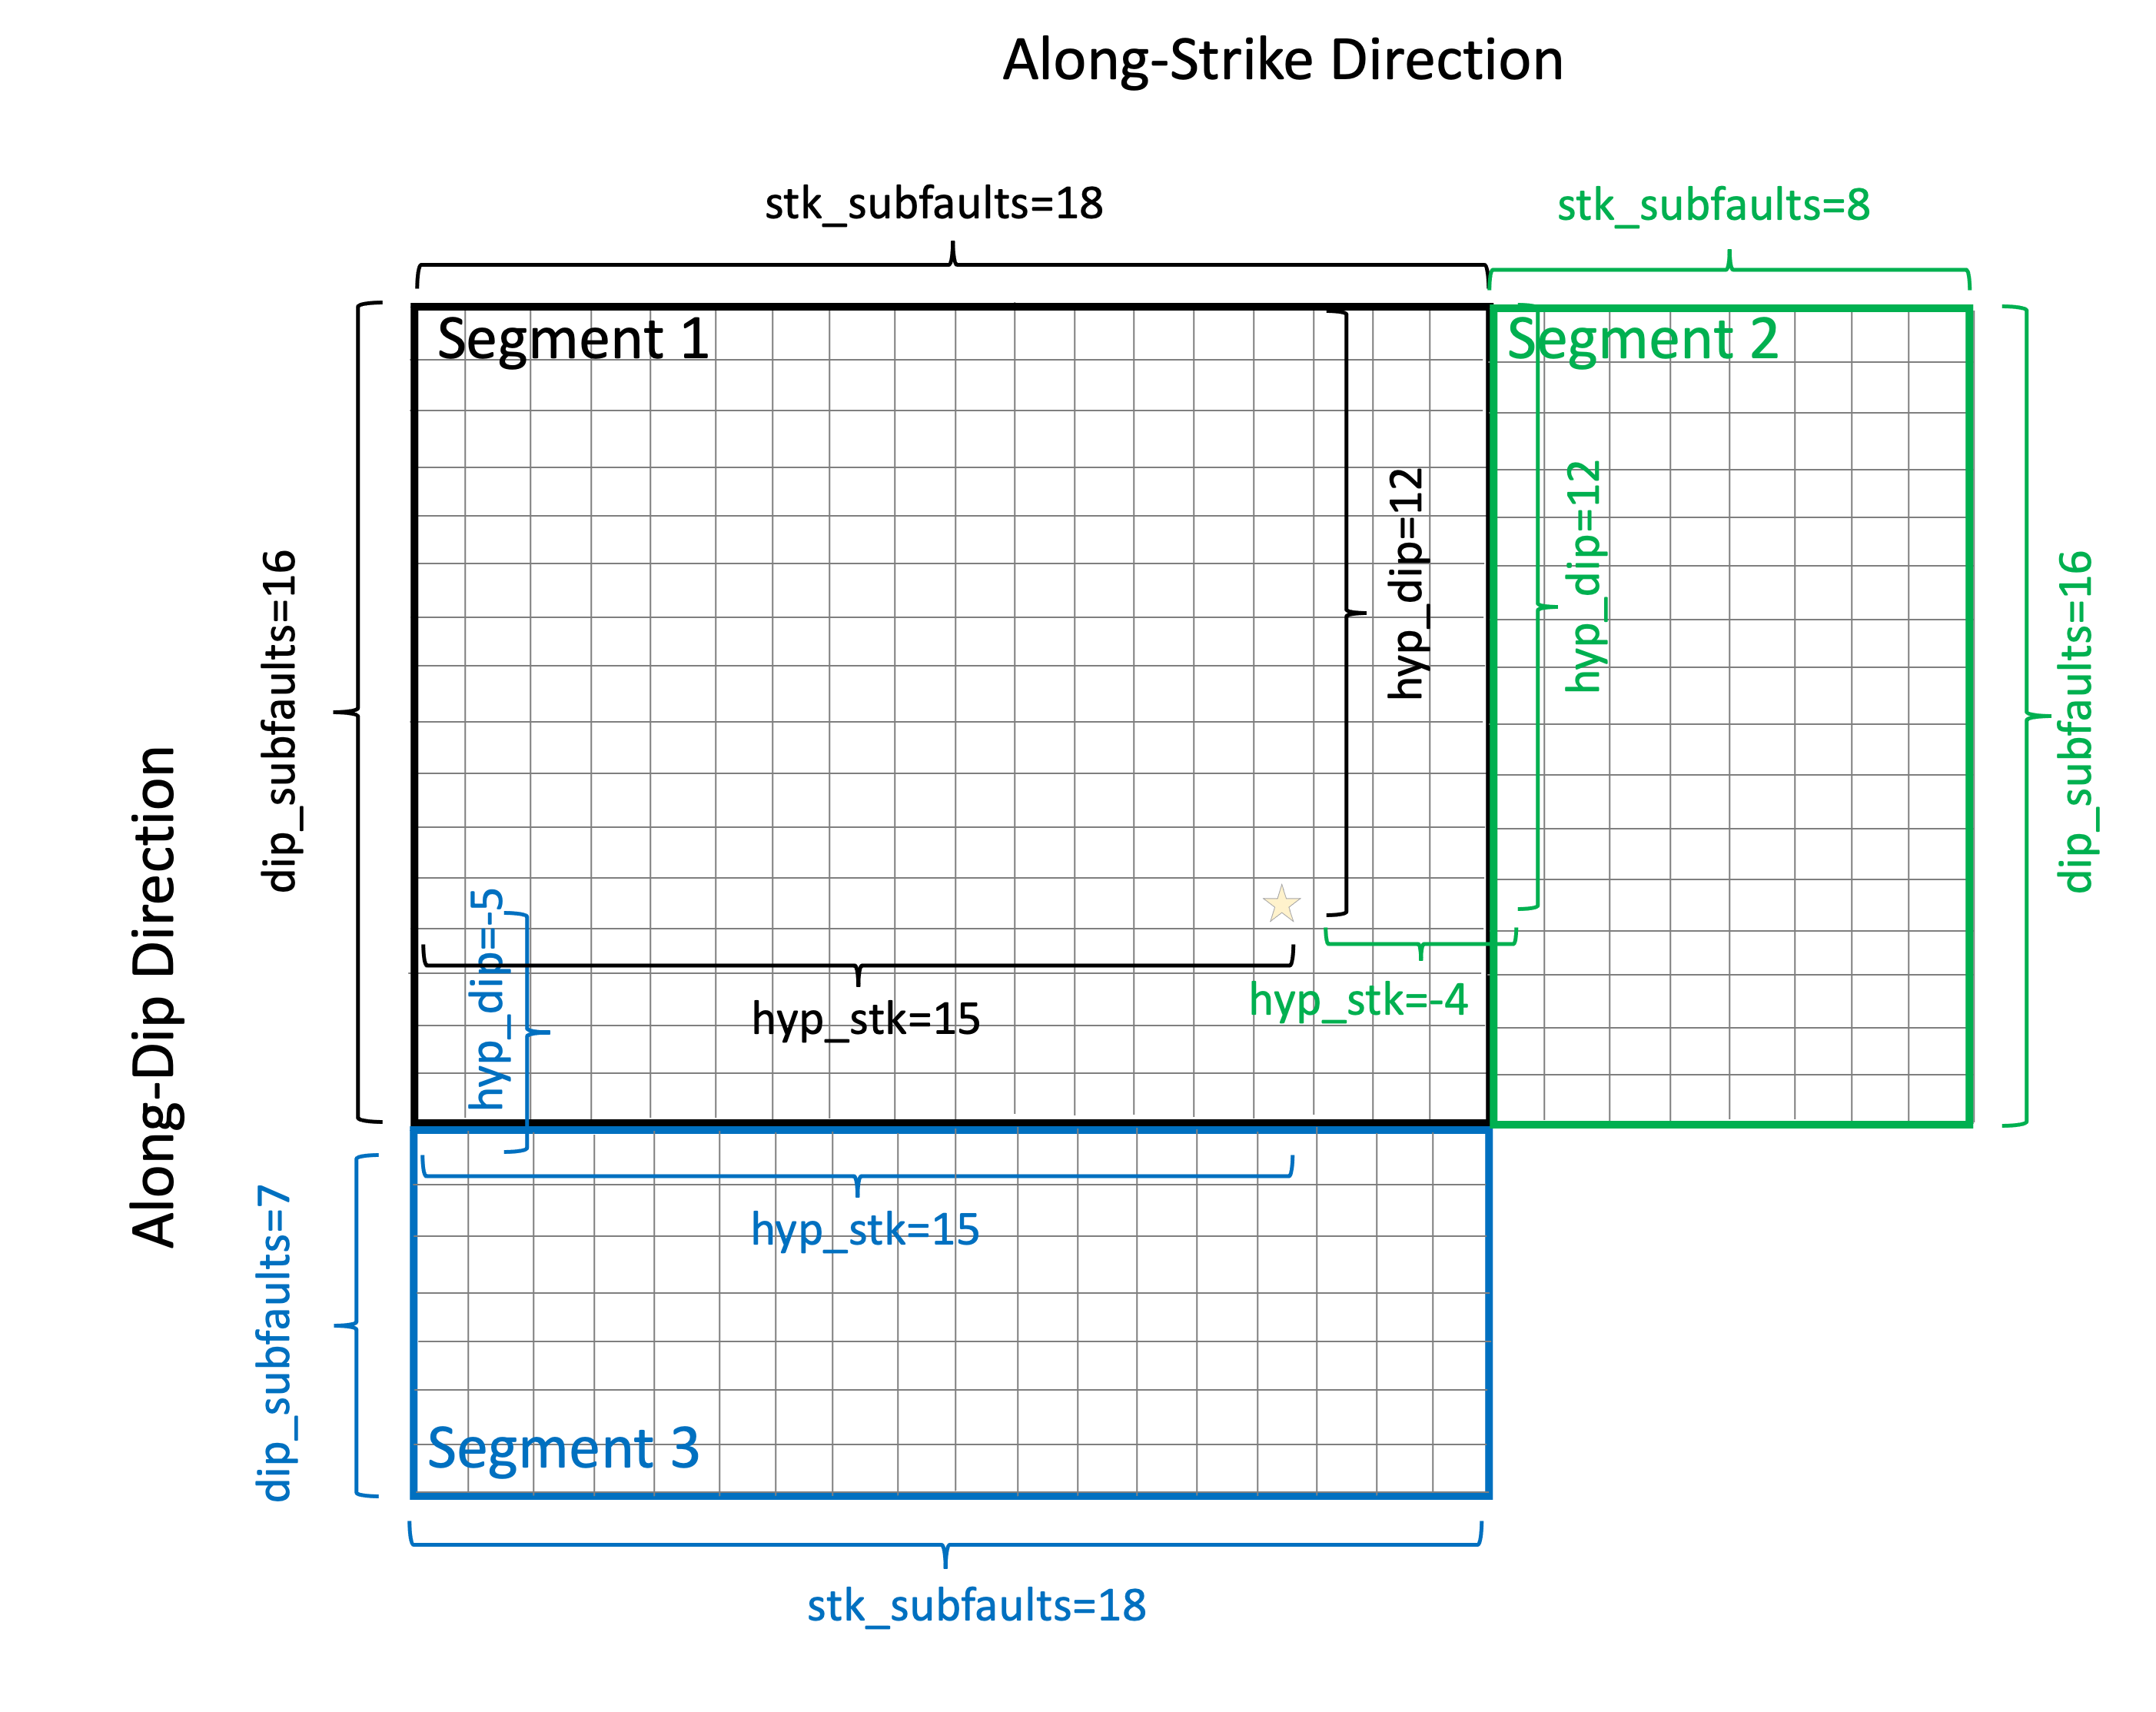 Along-Strike Direction
stk_subfaults=18
stk_subfaults=8
Segment 1
Segment 2
hyp_dip=12
hyp_dip=12
dip_subfaults=16
dip_subfaults=16
Along-Dip Direction
hyp_dip=-5
hyp_stk=15
hyp_stk=-4
dip_subfaults=7
hyp_stk=15
Segment 3
stk_subfaults=18